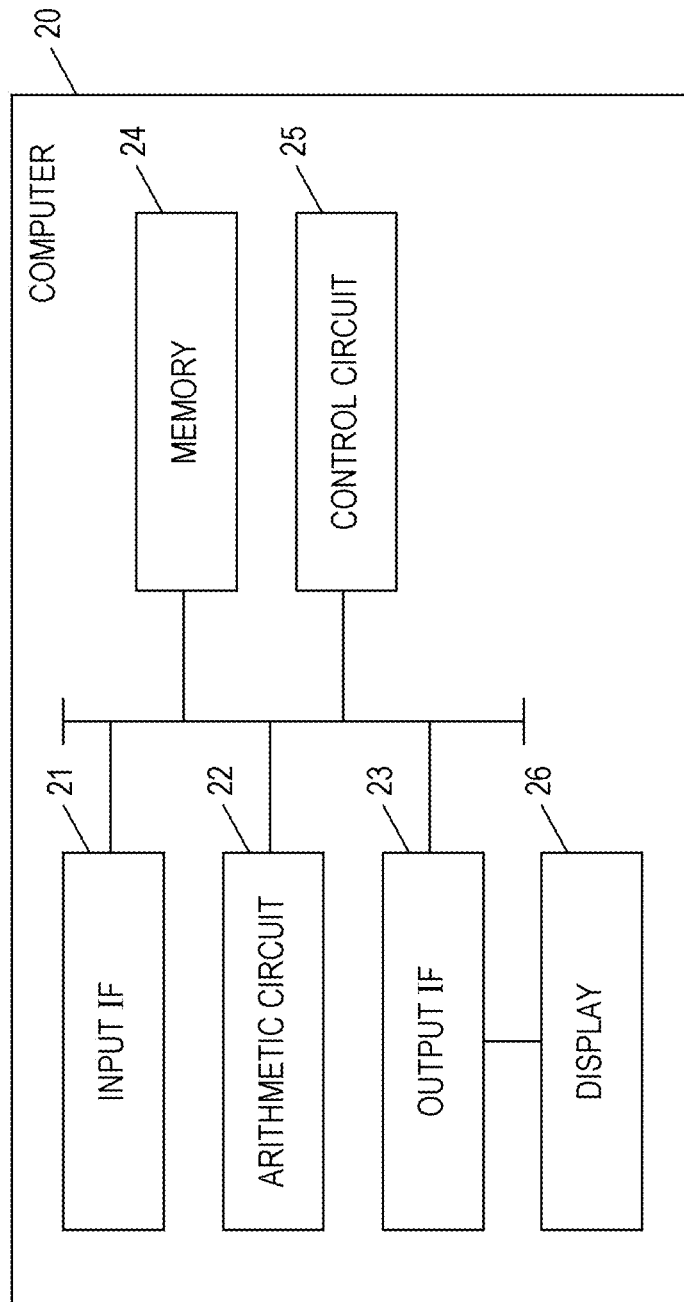 COMPUTER
20
21
INPUT IF
22
ARITHMETIC CIRCUIT
23
OUTPUT IF
26
DISPLAY
24
MEMORY
25
CONTROL CIRCUIT